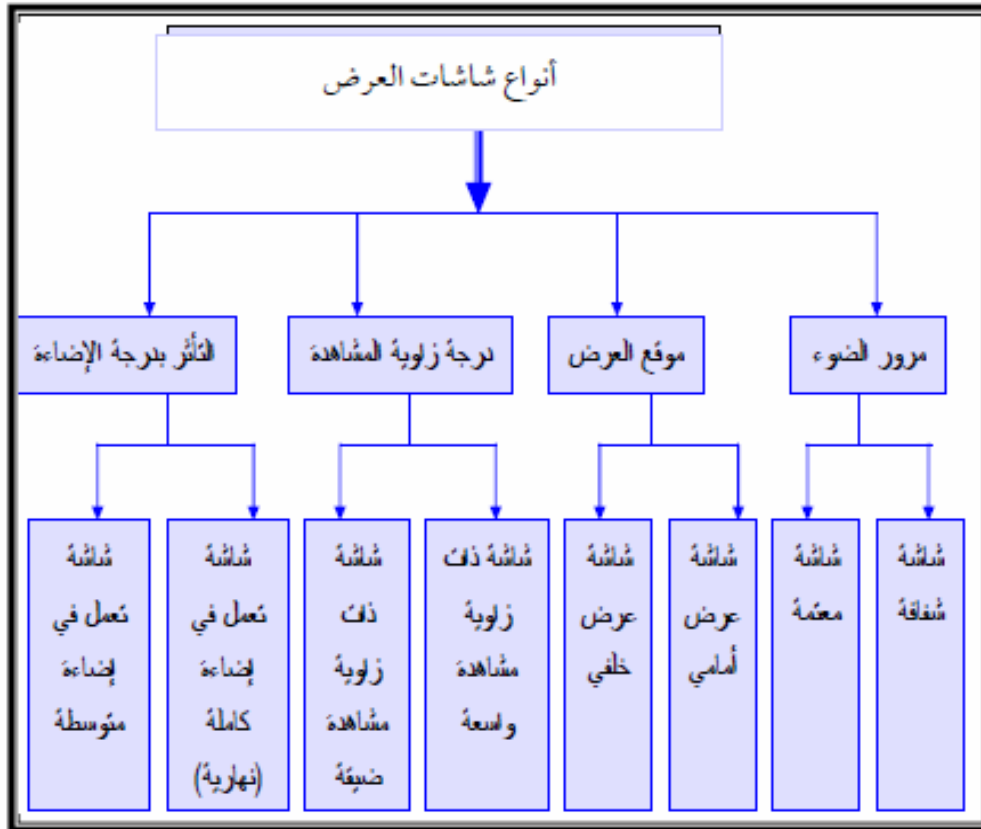 أنواع شاشات العرض
مرور الضوء
موقع العرض
درجة زاوية المشاهدة
التأثر بدرجة الإضاءة
شاشة
شفافة
شاشة
معتمة
شاشة
عرض
أمامي
شاشة
عرض
خلفي
شاشة ذات
زاوية
مشاهدة
واسعة
شاشة
ذات
زاوية
مشاهدة
ضيقة
شاشة
تعمل في
إضاءة
كاملة
(نهارية)
شاشة
تعمل في
إضاءة
متوسطة